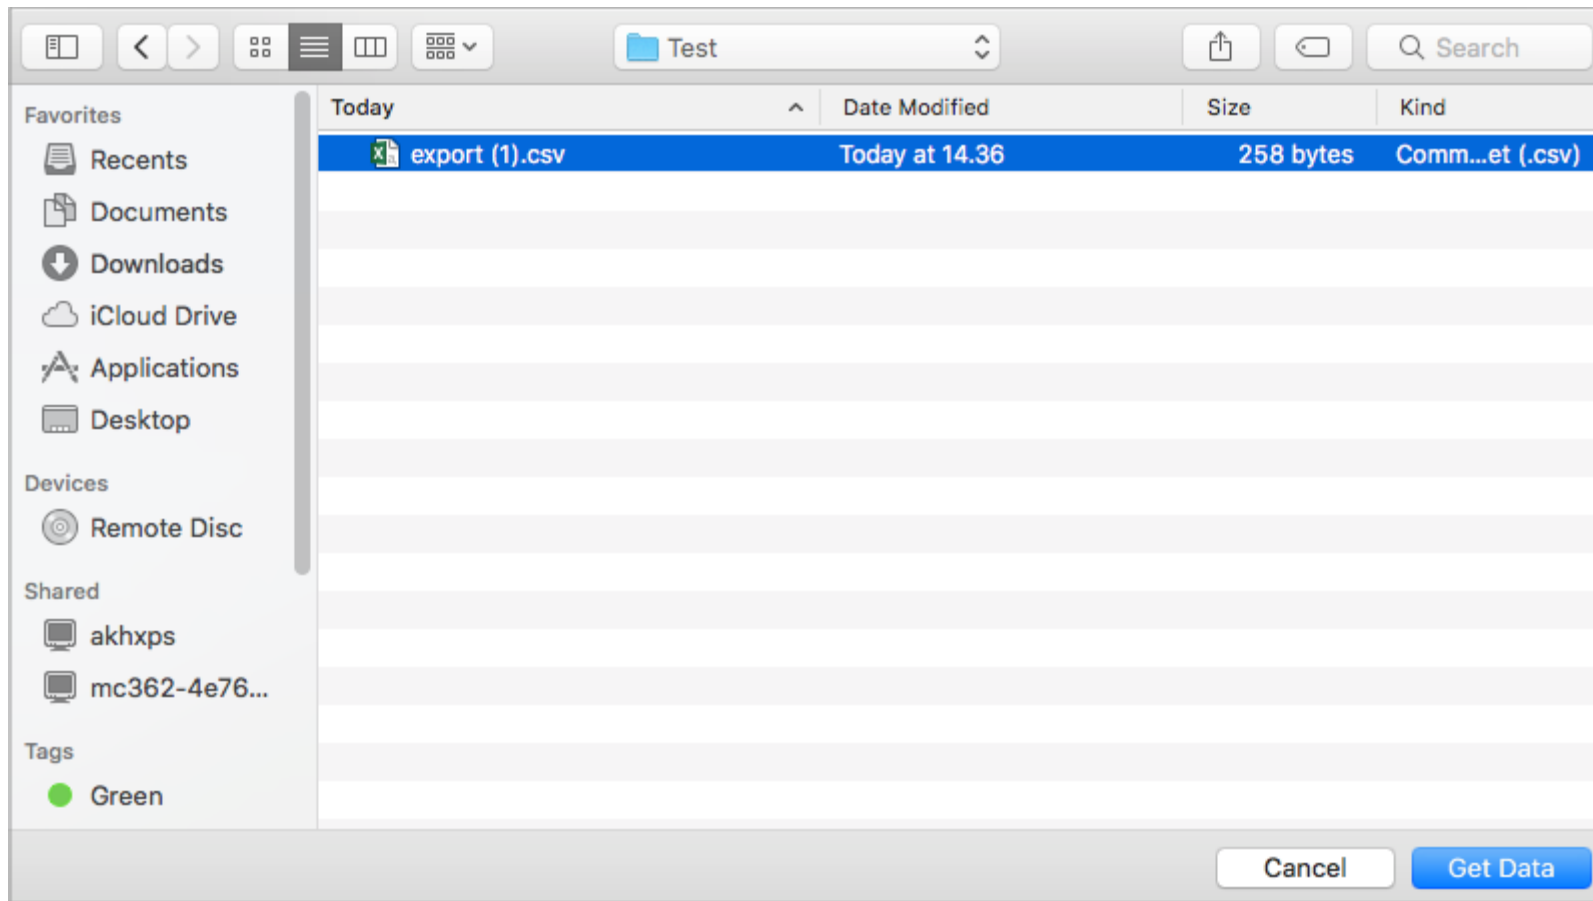 Test
Search
Favorites
Recents
Documents
Downloads
iCloud Drive
Applications
Desktop
Devices
Remote Disc
Shared
akhxps
mc362-4e76...
Tags
Green
Today Date Modified Size Kind
export (1).csv Today at 14.36 258 bytes Comm...et (.csv)
Cancel Get Data